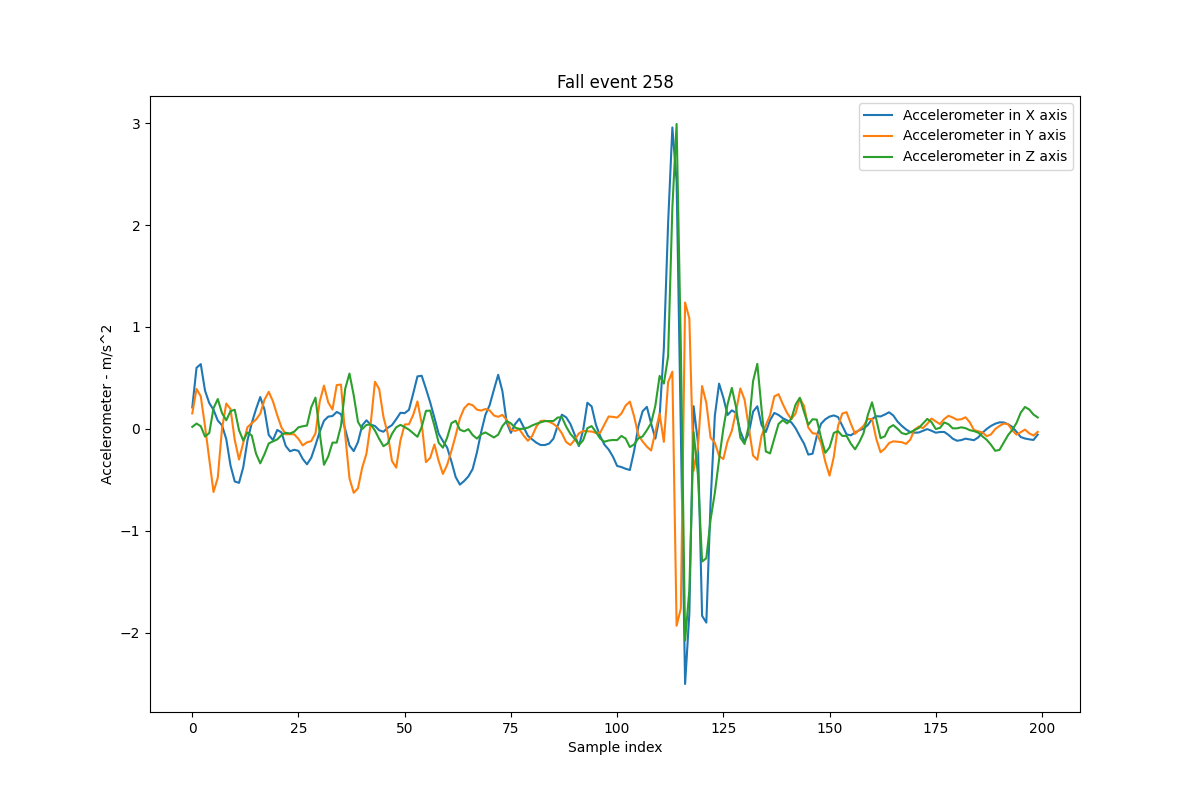 Fall event 258
Accelerometer in X axis
Accelerometer in Y axis
Accelerometer in Z axis
Accelerometer - m/s^2
3
2
1
0
−1
−2
0 25 50 75 100 125 150 175 200
Sample index